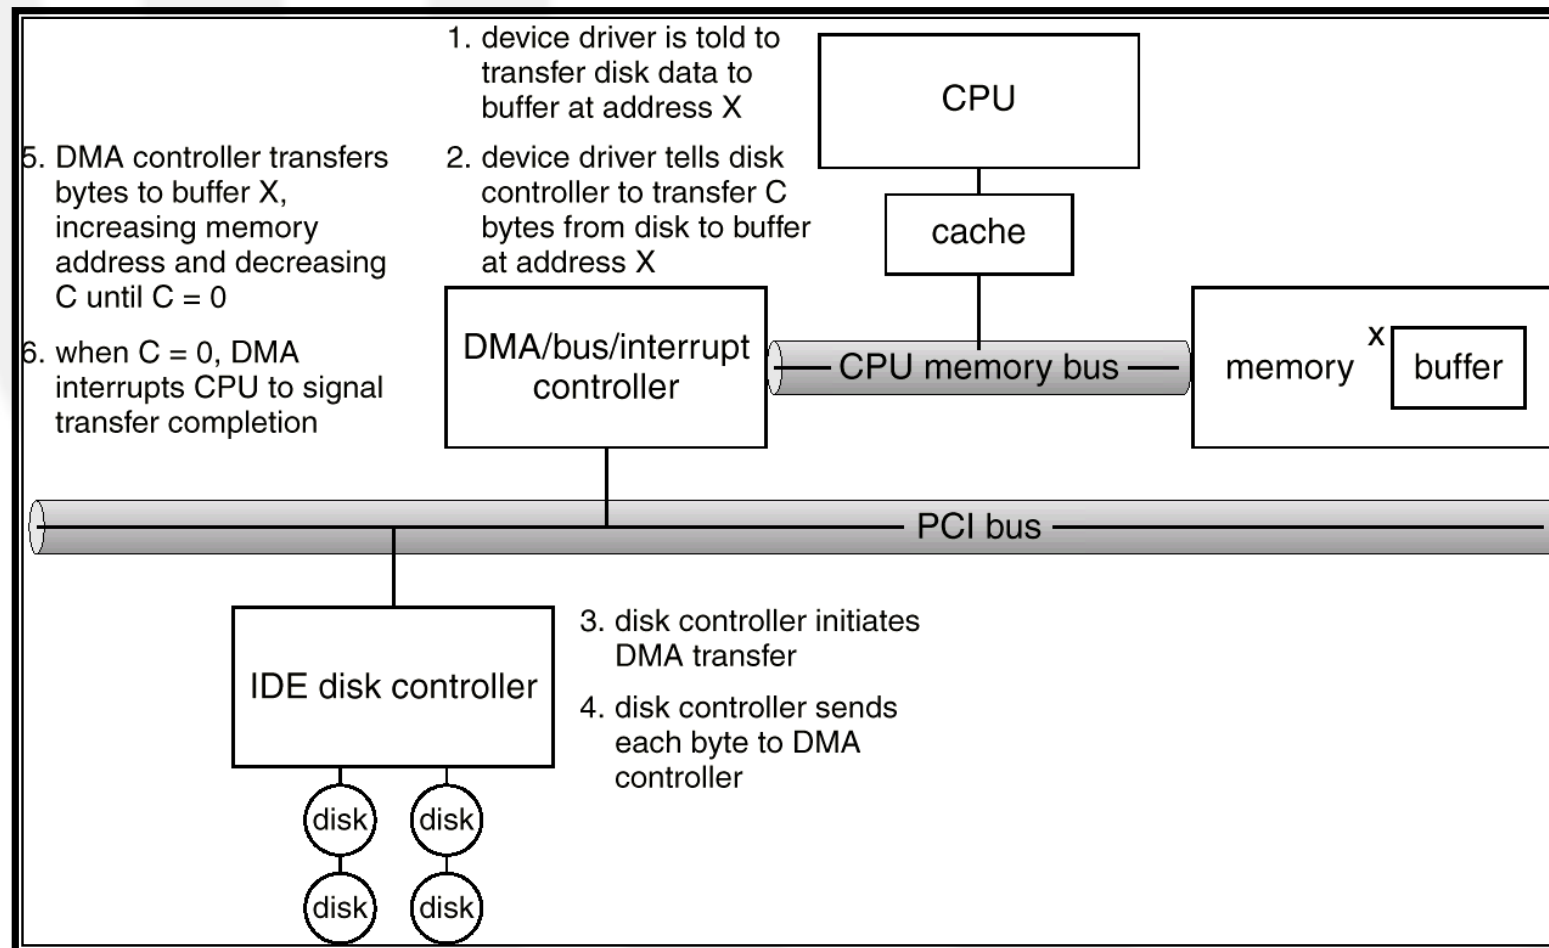 1. device driver is told to
transfer disk data to
buffer at address X
2. device driver tells disk
controller to transfer C
bytes from disk to buffer
at address X
5. DMA controller transfers
bytes to buffer X,
increasing memory
address and decreasing
C until C = 0
6. when C = 0, DMA
interrupts CPU to signal
transfer completion
CPU
cache
DMA/bus/interrupt
controller
CPU memory bus
memory
x
buffer
PCI bus
IDE disk controller
3. disk controller initiates
DMA transfer
4. disk controller sends
each byte to DMA
controller
disk
disk
disk
disk